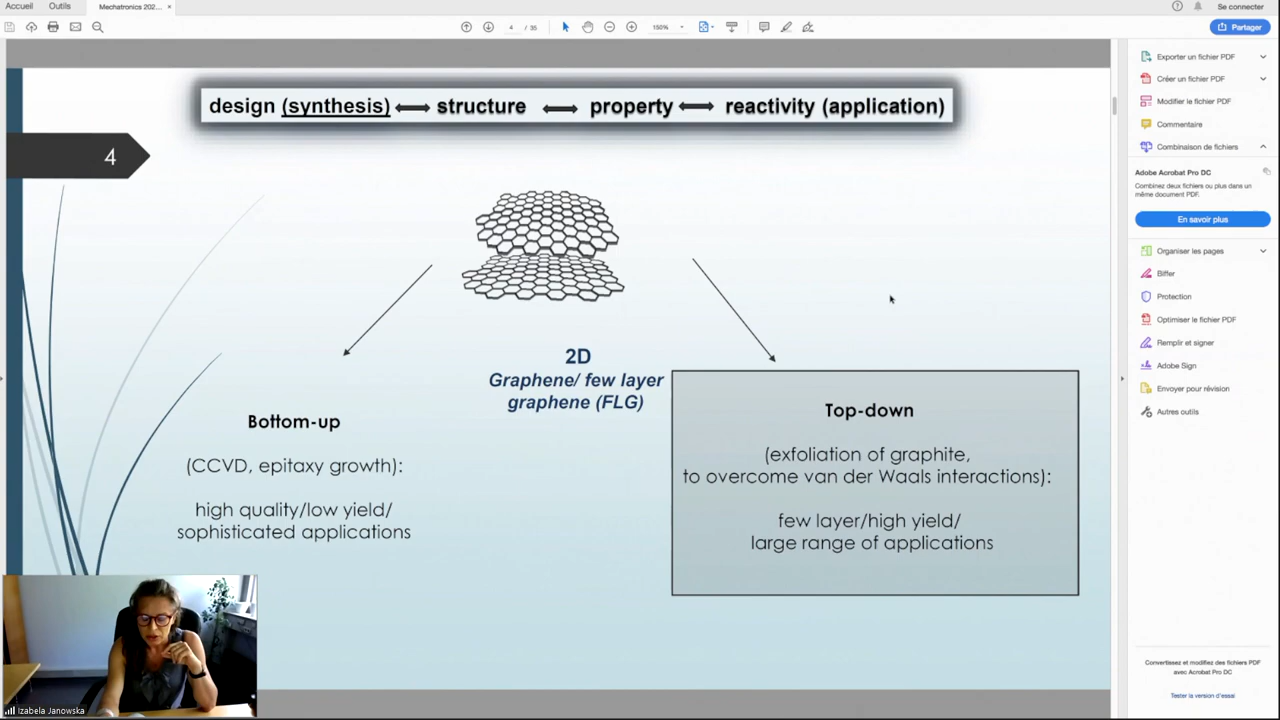 Accueil
Outils
Mechatronics 202...
×
Se connecter
4 / 35
150%
Partager
design (synthesis) structure property reactivity (application)
4
2D
Graphene/ few layer
graphene (FLG)
Bottom-up
(CCVD, epitaxy growth):
high quality/low yield/
sophisticated applications
Top-down
(exfoliation of graphite,
to overcome van der Waals interactions):
few layer/high yield/
large range of applications
Exporter un fichier PDF
Créer un fichier PDF
Modifier le fichier PDF
Commentaire
Combinaison de fichiers
Adobe Acrobat Pro DC
Combinez deux fichiers ou plus dans un
même document PDF.
En savoir plus
Organiser les pages
Biffer
Protection
Optimiser le fichier PDF
Remplir et signer
Adobe Sign
Envoyer pour révision
Autres outils
Convertissez et modifiez des fichiers PDF
avec Acrobat Pro DC
Tester la version d'essai
Izabela Janowska